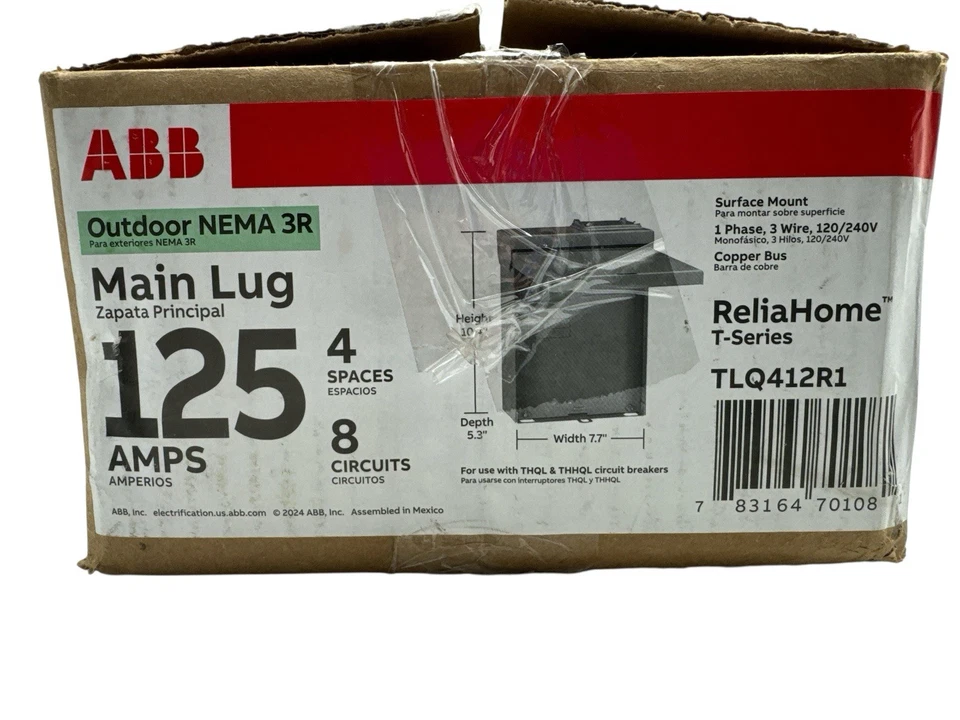 ABB
Outdoor NEMA 3R
Para exteriores NEMA 3R
Main Lug
Zapata Principal
125
AMPS
AMPERIOS
4
SPACES
ESPACIOS
8
CIRCUITS
CIRCUITOS
Height
Depth
5.3"
Width 7.7"
For use with THQL & THHQL circuit breakers
Para usarse con interruptores THQL y THHQL
Surface Mount
Para montar sobre superficie
1 Phase, 3 Wire, 120/240V
Monofásico, 3 Hilos, 120/240V
Copper Bus
Barra de cobre
ReliaHome™
T-Series
TLQ412R1
7 83164 70108
ABB, Inc. electrification.us.abb.com © 2024 ABB, Inc. Assembled in Mexico